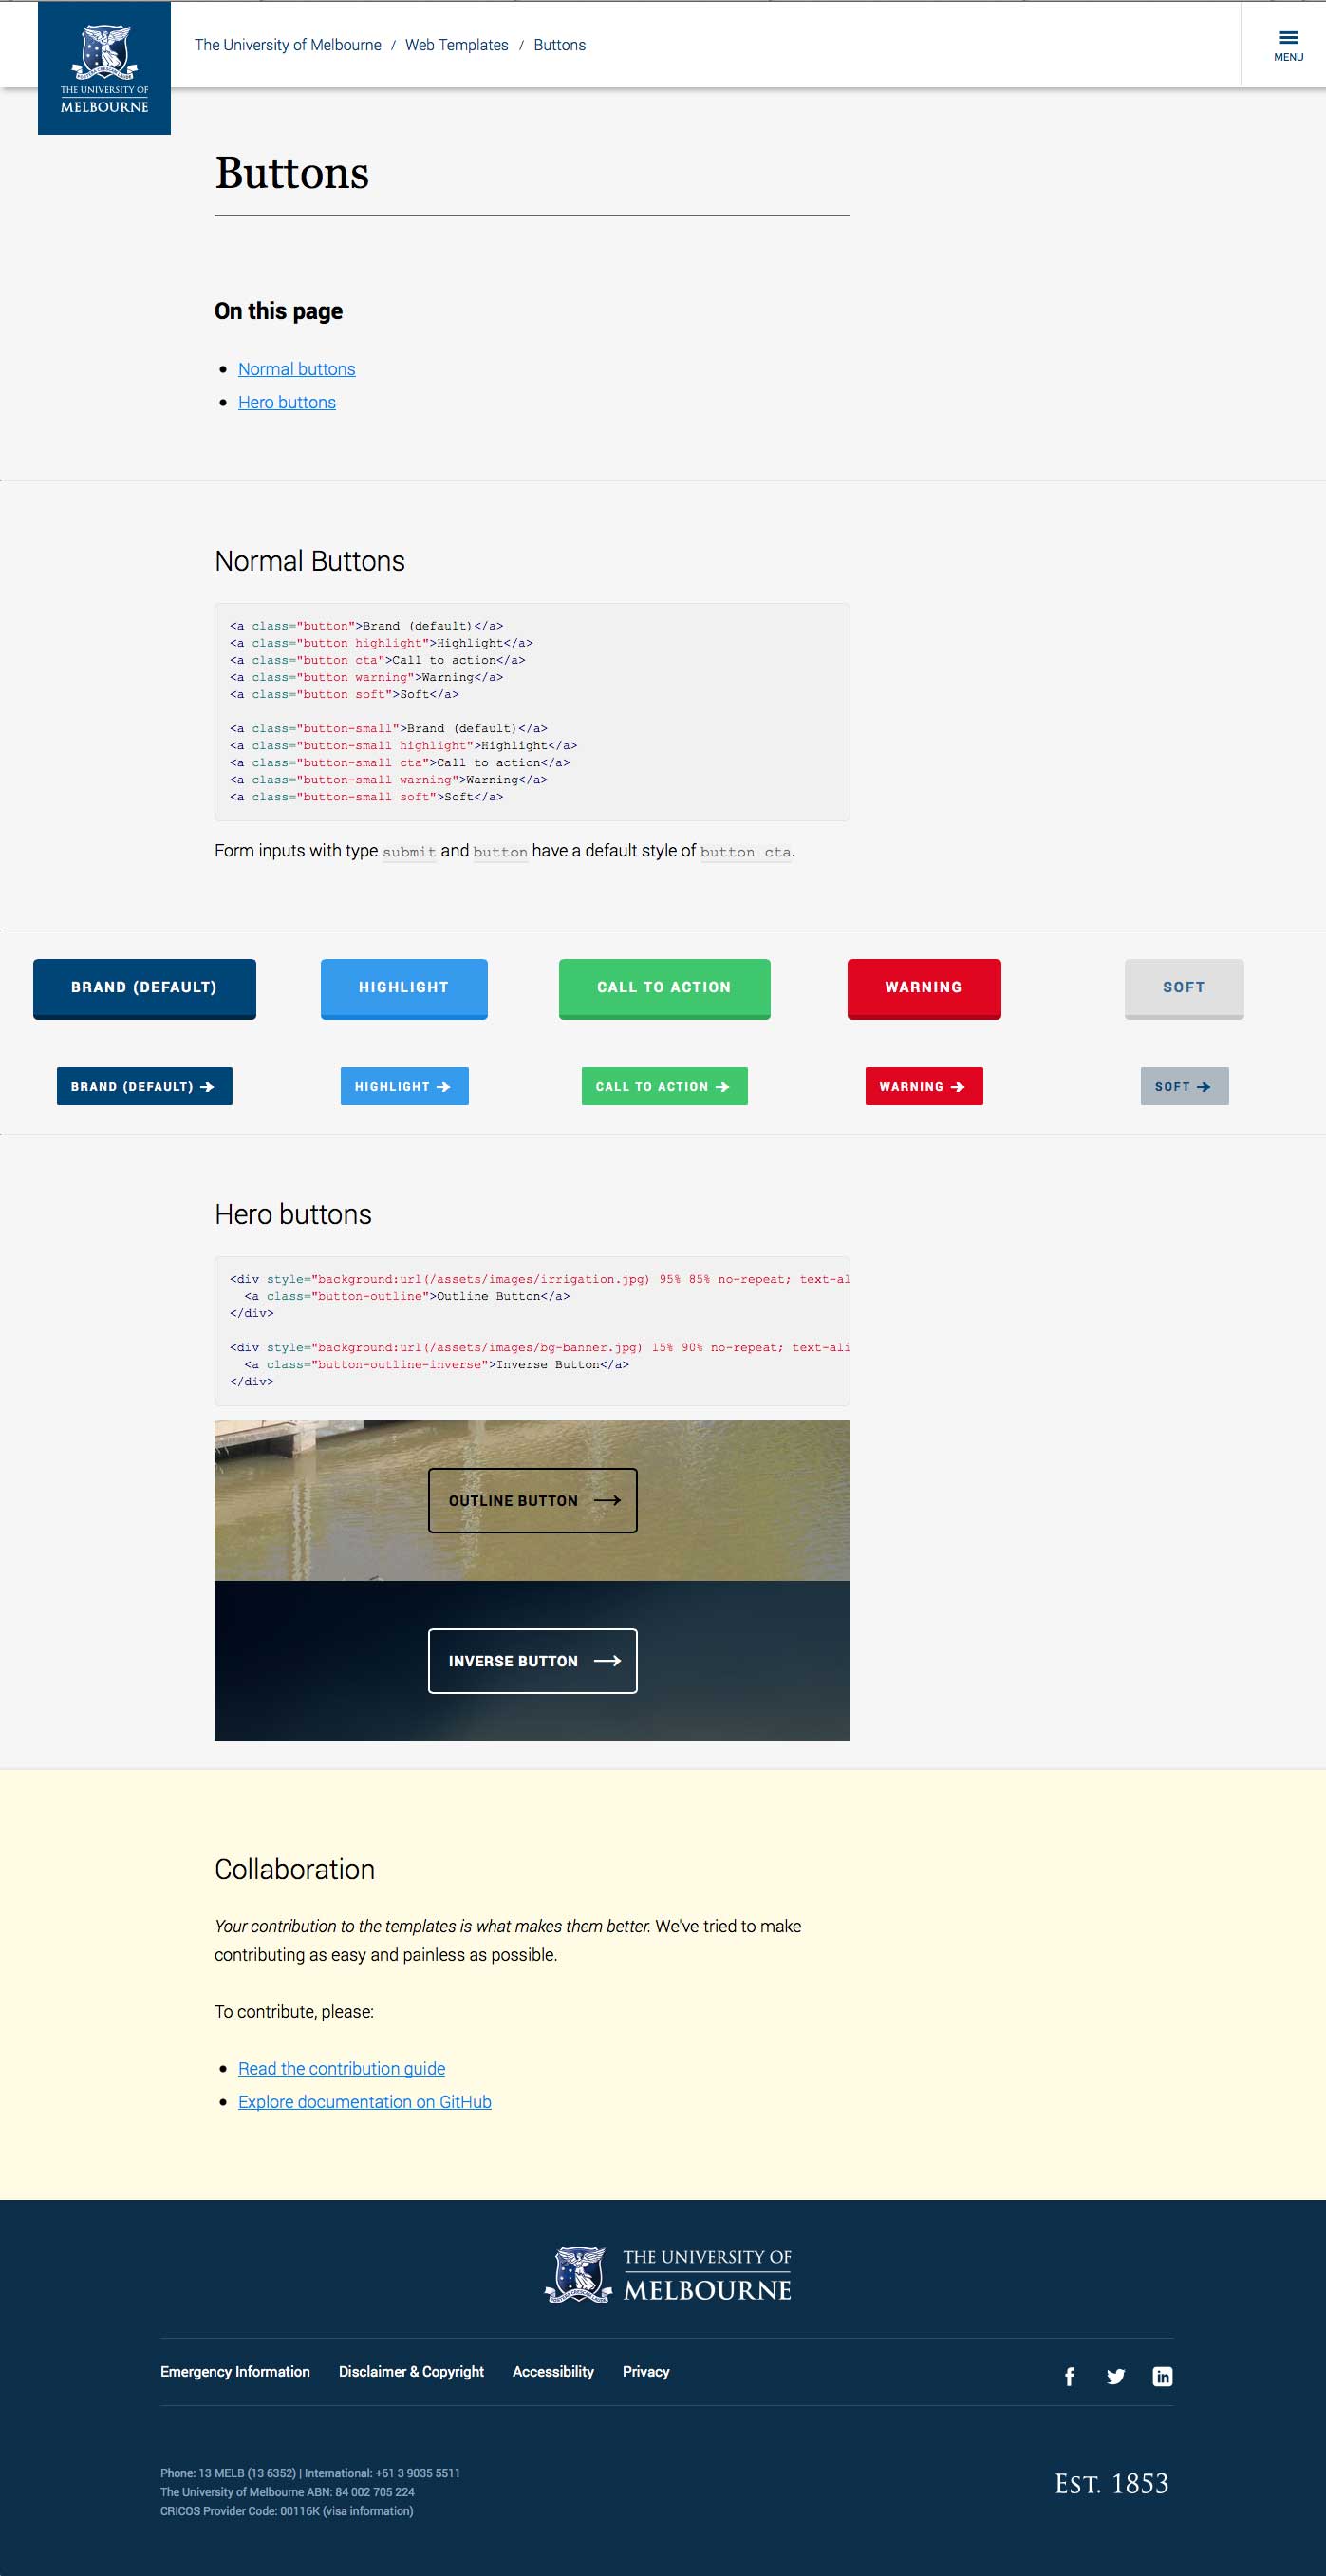 THE UNIVERSITY OF
MELBOURNE
The University of Melbourne / Web Templates / Buttons
MENU
Buttons
On this page
Normal buttons
Hero buttons
Normal Buttons
<a class="button">Brand (default)</a>
<a class="button highlight">Highlight</a>
<a class="button cta">Call to action</a>
<a class="button warning">Warning</a>
<a class="button soft">Soft</a>
<a class="button-small">Brand (default)</a>
<a class="button-small highlight">Highlight</a>
<a class="button-small cta">Call to action</a>
<a class="button-small warning">Warning</a>
<a class="button-small soft">Soft</a>
Form inputs with type submit and button have a default style of button cta.
BRAND (DEFAULT) HIGHLIGHT CALL TO ACTION WARNING SOFT
BRAND (DEFAULT) HIGHLIGHT CALL TO ACTION WARNING SOFT
Hero buttons
<div style="background:url(/assets/images/irrigation.jpg) 95% 85% no-repeat; text-al
<a class="button-outline">Outline Button</a>
</div>
<div style="background:url(/assets/images/bg-banner.jpg) 15% 90% no-repeat; text-ali
<a class="button-outline-inverse">Inverse Button</a>
</div>
OUTLINE BUTTON
INVERSE BUTTON
Collaboration
Your contribution to the templates is what makes them better. We've tried to make
contributing as easy and painless as possible.
To contribute, please:
Read the contribution guide
Explore documentation on GitHub
THE UNIVERSITY OF
MELBOURNE
Emergency Information Disclaimer & Copyright Accessibility Privacy
Phone: 13 MELB (13 6352) | International: +61 3 9035 5511
The University of Melbourne ABN: 84 002 705 224
CRICOS Provider Code: 00116K (visa information)
EST. 1853